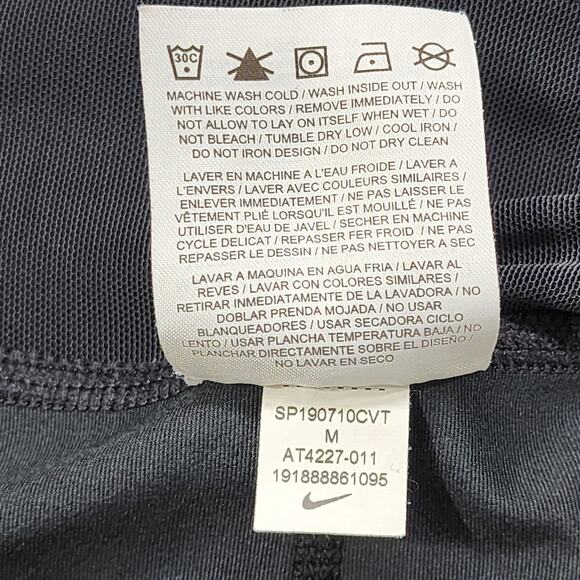 30C
MACHINE WASH COLD / WASH INSIDE OUT / WASH
WITH LIKE COLORS / REMOVE IMMEDIATELY / DO
NOT ALLOW TO LAY ON ITSELF WHEN WET / DO
NOT BLEACH / TUMBLE DRY LOW / COOL IRON /
DO NOT IRON DESIGN / DO NOT DRY CLEAN
LAVER EN MACHINE A L'EAU FROIDE / LAVER A
L'ENVERS / LAVER AVEC COULEURS SIMILAIRES /
ENLEVER IMMEDIATEMENT / NE PAS LAISSER LE
VÊTEMENT PLIÉ LORSQU'IL EST MOUILLÉ / NE PAS
UTILISER D'EAU DE JAVEL / SECHER EN MACHINE
CYCLE DELICAT / REPASSER FER FROID / NE PAS
REPASSER LE DESSIN / NE PAS NETTOYER A SEC
LAVAR A MAQUINA EN AGUA FRIA / LAVAR AL
REVES / LAVAR CON COLORES SIMILARES /
RETIRAR INMEDIATAMENTE DE LA LAVADORA / NO
DOBLAR PRENDA MOJADA / NO USAR
BLANQUEADORES / USAR SECADORA CICLO
LENTO / USAR PLANCHA TEMPERATURA BAJA / NO
PLANCHAR DIRECTAMENTE SOBRE EL DISEÑO /
NO LAVAR EN SECO
SP190710CVT
M
AT4227-011
191888861095